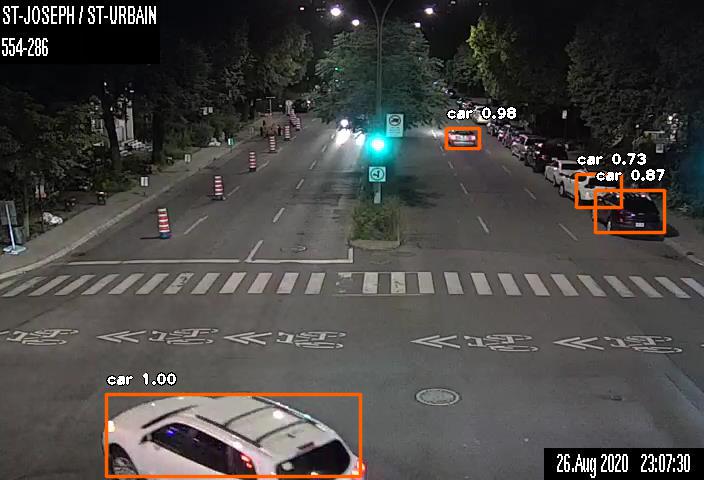 ST-JOSEPH / ST-URBAIN
554-286
car 0.98
car 0.73
car 0.87
car 1.00
26.Aug 2020 23:07:30